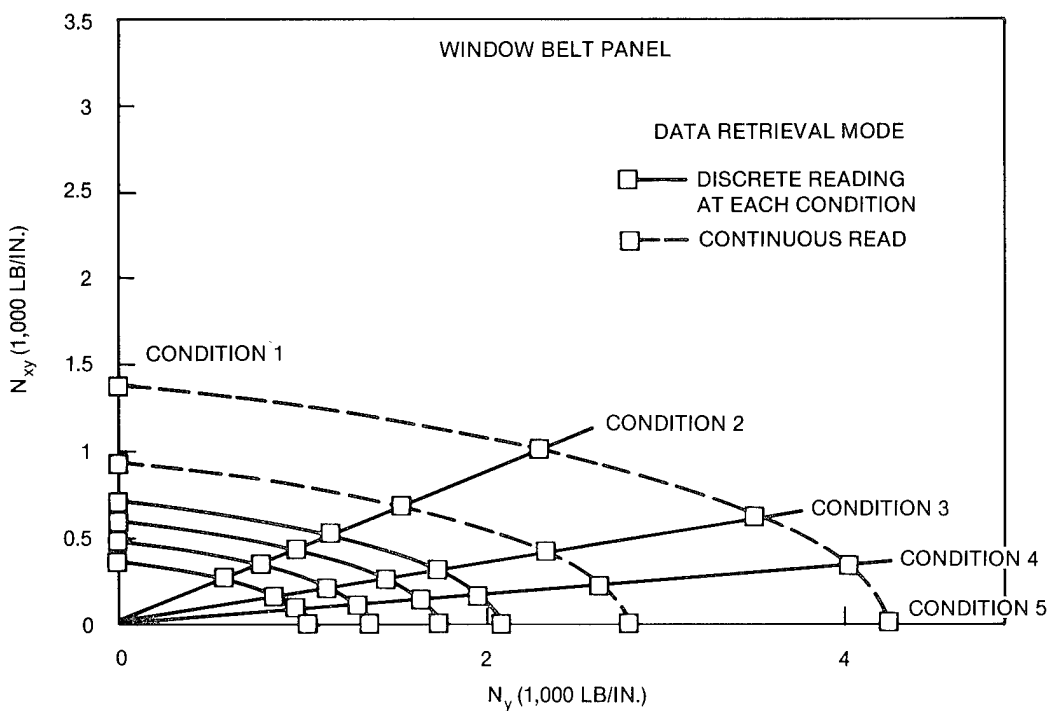 3.5
WINDOW BELT PANEL
3
DATA RETRIEVAL MODE
2.5
DISCRETE READING
AT EACH CONDITION
CONTINUOUS READ
2
N_xy (1,000 LB/IN.)
1.5
CONDITION 1
CONDITION 2
1
CONDITION 3
0.5
CONDITION 4
CONDITION 5
0
0
2
4
N_y (1,000 LB/IN.)